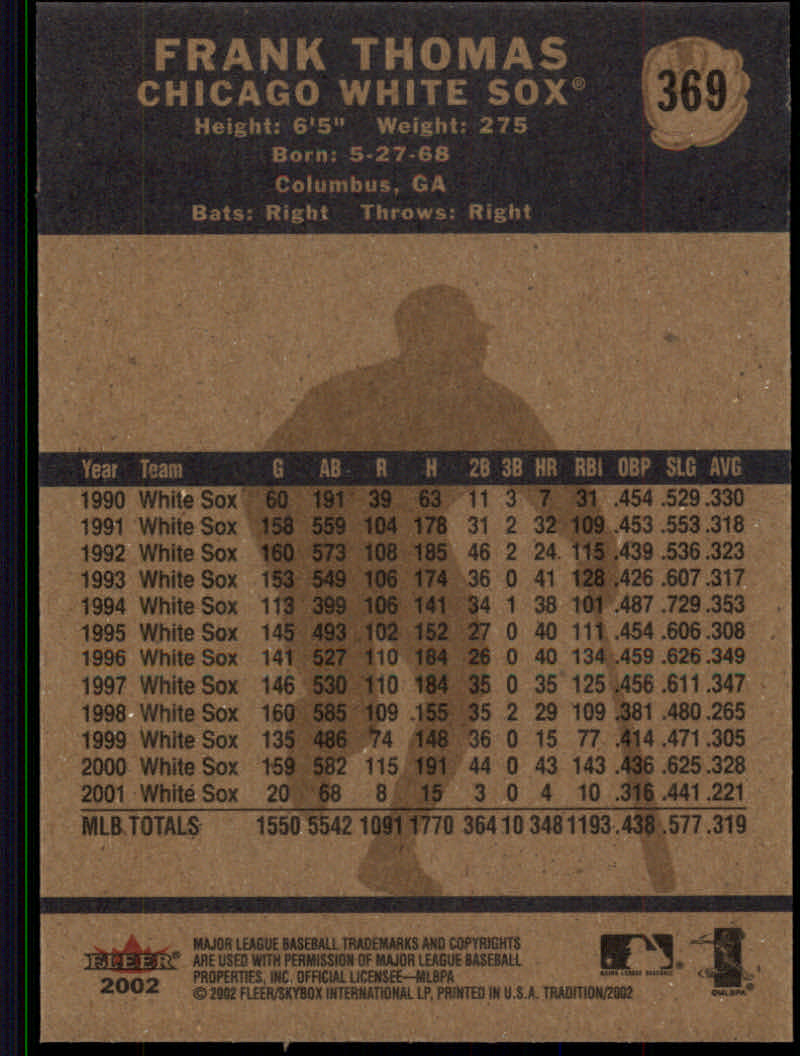 FRANK THOMAS
CHICAGO WHITE SOX®
369
Height: 6'5" Weight: 275
Born: 5-27-68
Columbus, GA
Bats: Right Throws: Right
Year Team G AB R H 2B 3B HR RBI OBP SLG AVG
1990 White Sox 60 191 39 63 11 3 7 31 .454 .529 .330
1991 White Sox 158 559 104 178 31 2 32 109 .453 .553 .318
1992 White Sox 160 573 108 185 46 2 24 115 .439 .536 .323
1993 White Sox 153 549 106 174 36 0 41 128 .426 .607 .317
1994 White Sox 113 399 106 141 34 1 38 101 .487 .729 .353
1995 White Sox 145 493 102 152 27 0 40 111 .454 .606 .308
1996 White Sox 141 527 110 184 26 0 40 134 .459 .626 .349
1997 White Sox 146 530 110 184 35 0 35 125 .456 .611 .347
1998 White Sox 160 585 109 155 35 2 29 109 .381 .480 .265
1999 White Sox 135 486 74 148 36 0 15 77 .414 .471 .305
2000 White Sox 159 582 115 191 44 0 43 143 .436 .625 .328
2001 White Sox 20 68 8 15 3 0 4 10 .316 .441 .221
MLB TOTALS 1550 5542 1091 1770 364 10 348 1193 .438 .577 .319
FLEER®
2002
MAJOR LEAGUE BASEBALL TRADEMARKS AND COPYRIGHTS
ARE USED WITH PERMISSION OF MAJOR LEAGUE BASEBALL
PROPERTIES, INC. OFFICIAL LICENSEE—MLBPA
© 2002 FLEER/SKYBOX INTERNATIONAL LP, PRINTED IN U.S.A. TRADITION/2002
MAJOR LEAGUE BASEBALL
©MLBPA